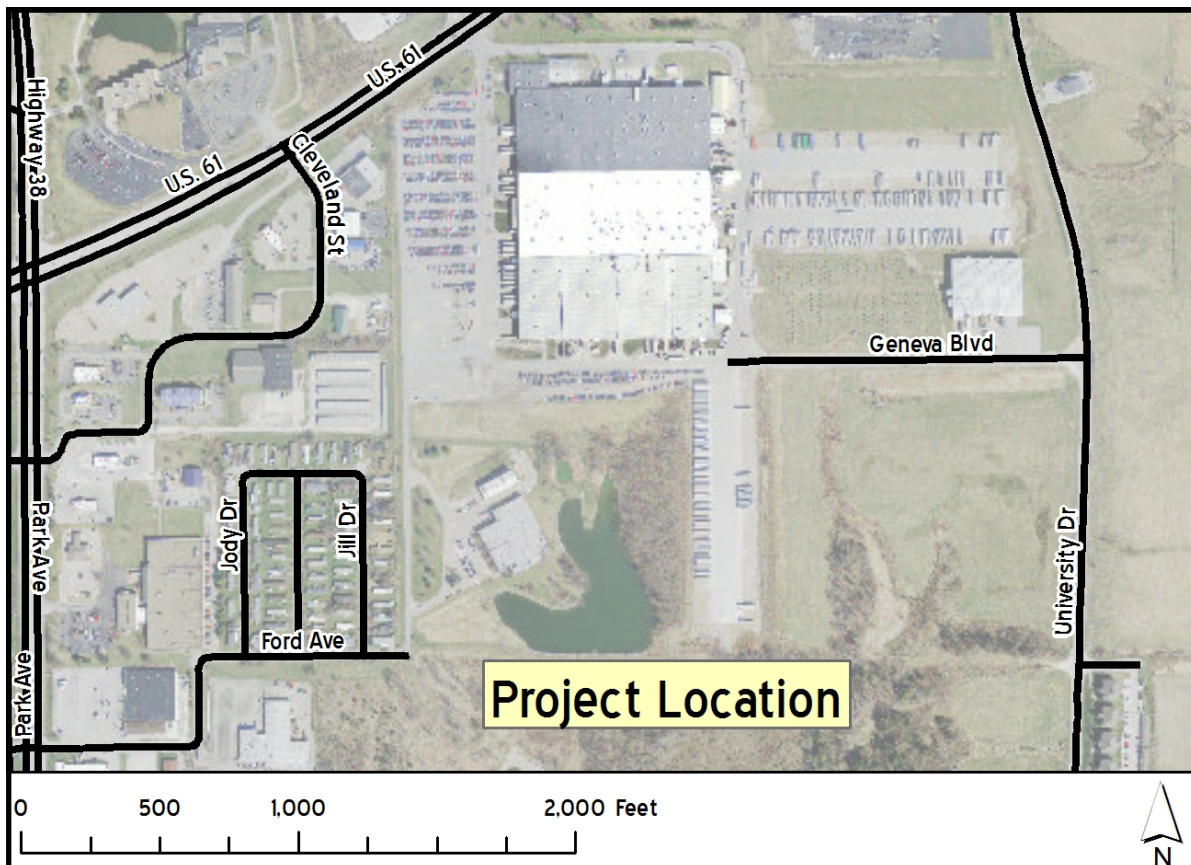 U.S. 61
Highway 38
Cleveland St
U.S. 61
Geneva Blvd
Park Ave
Jody Dr
Jill Dr
University Dr
Ford Ave
Park Ave
Project Location
0 500 1,000 2,000 Feet
N